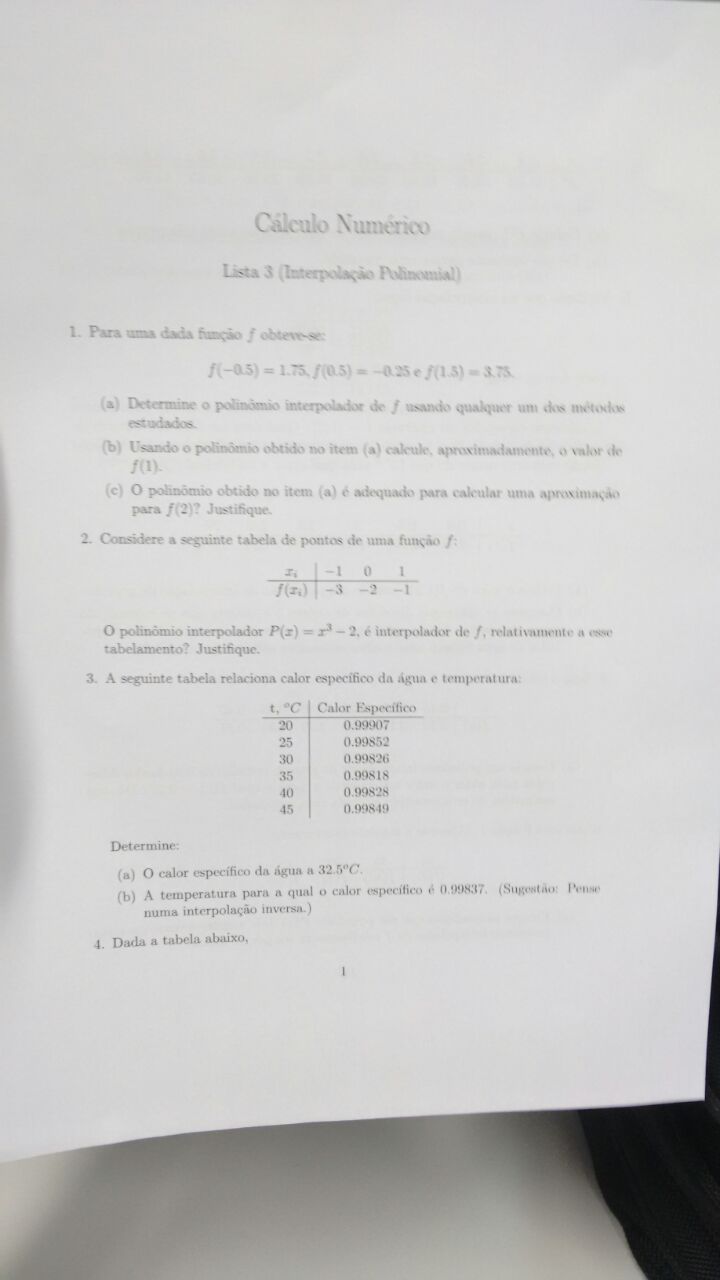 Cálculo Numérico
Lista 3 (Interpolação Polinomial)
1. Para uma dada função f obteve-se:
f(−0.5) = 1.75, f(0.5) = −0.25 e f(1.5) = 3.75.
(a) Determine o polinômio interpolador de f usando qualquer um dos métodos
estudados.
(b) Usando o polinômio obtido no item (a) calcule, aproximadamente, o valor de
f(1).
(c) O polinômio obtido no item (a) é adequado para calcular uma aproximação
para f(2)? Justifique.
2. Considere a seguinte tabela de pontos de uma função f:
xᵢ | −1 0 1
f(xᵢ) | −3 −2 −1
O polinômio interpolador P(x) = x³ − 2, é interpolador de f, relativamente a esse
tabelamento? Justifique.
3. A seguinte tabela relaciona calor específico da água e temperatura:
t, °C | Calor Específico
20 | 0.99907
25 | 0.99852
30 | 0.99826
35 | 0.99818
40 | 0.99828
45 | 0.99849
Determine:
(a) O calor específico da água a 32.5°C.
(b) A temperatura para a qual o calor específico é 0.99837. (Sugestão: Pense
numa interpolação inversa.)
4. Dada a tabela abaixo,
1